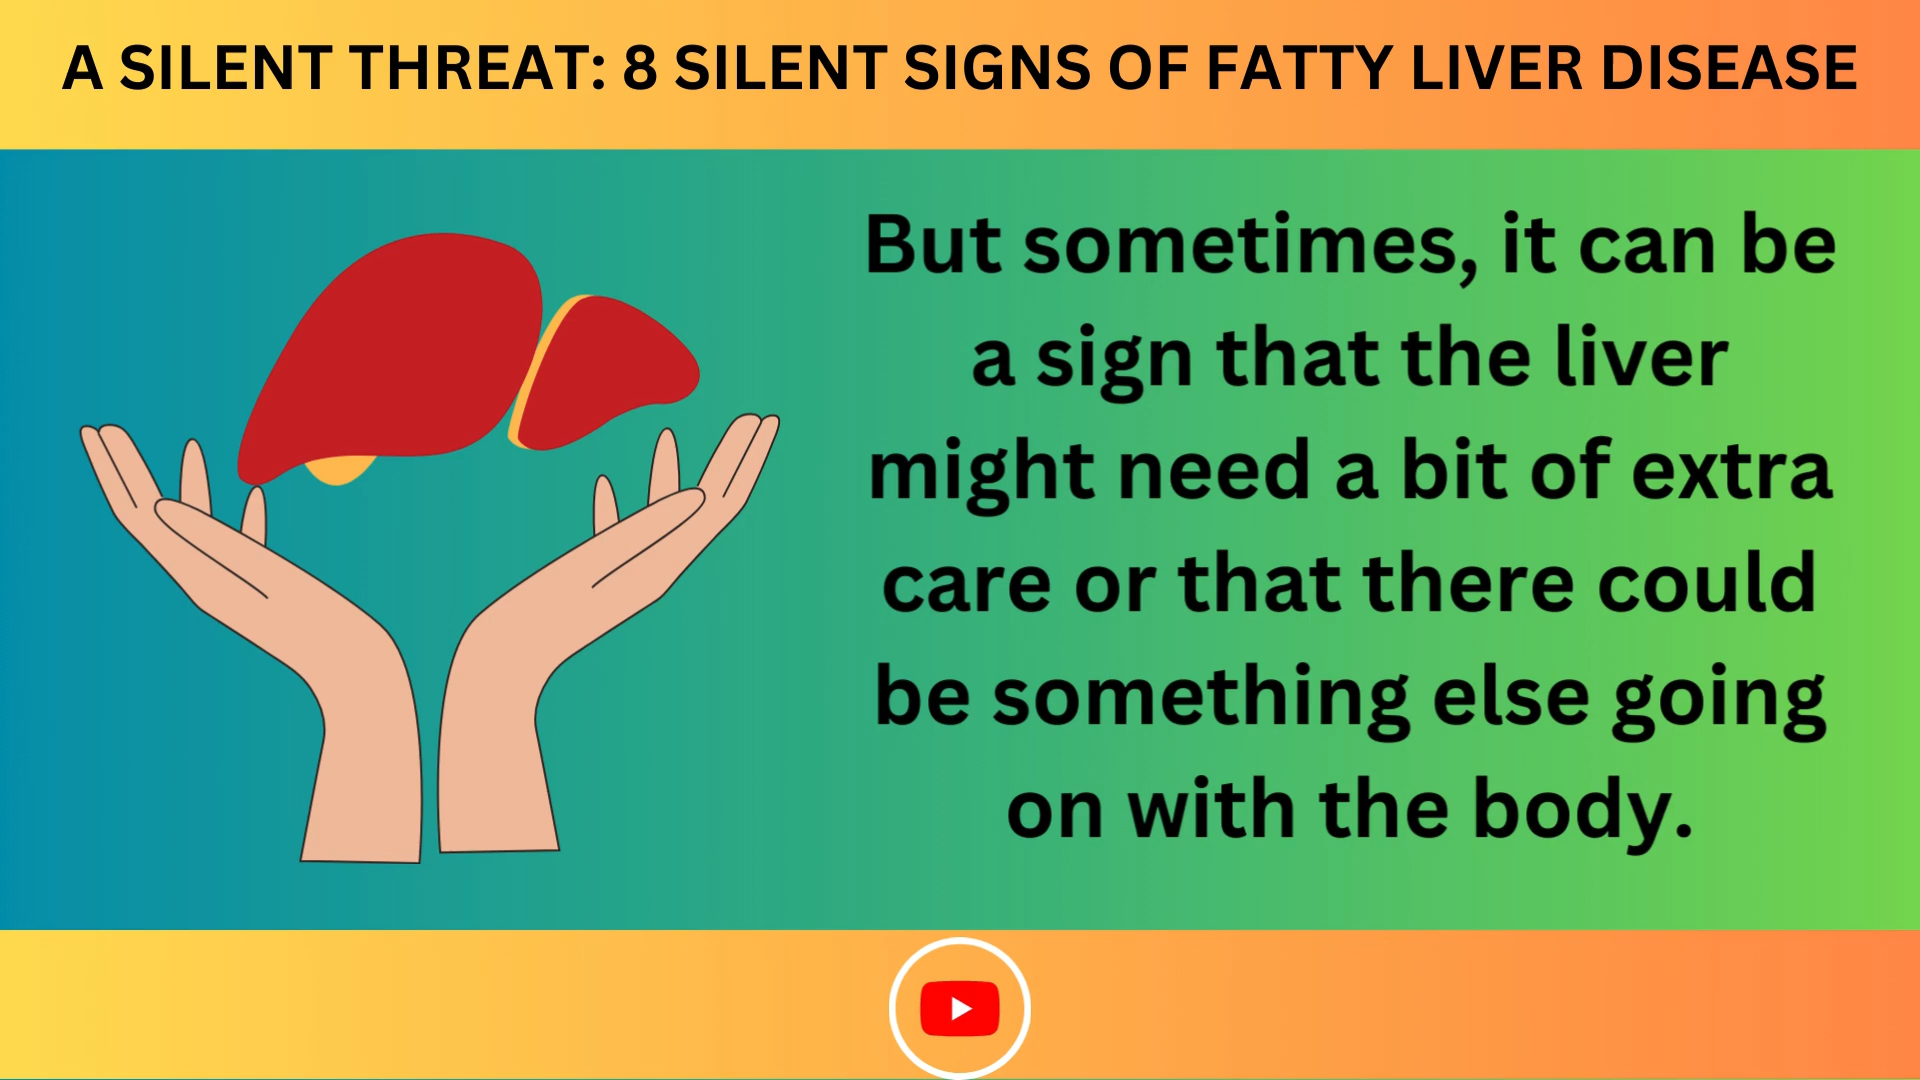 A SILENT THREAT: 8 SILENT SIGNS OF FATTY LIVER DISEASE
But sometimes, it can be
a sign that the liver
might need a bit of extra
care or that there could
be something else going
on with the body.